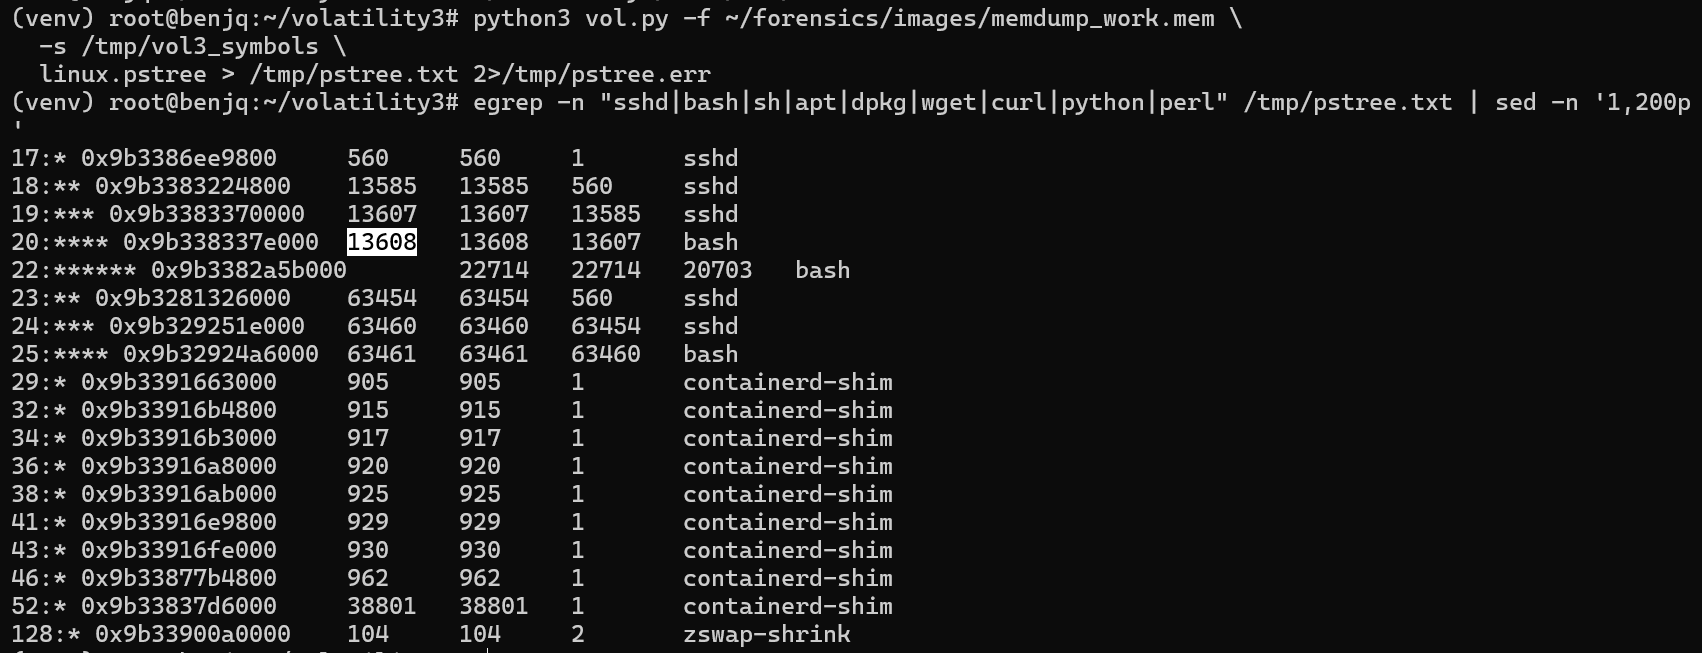 (venv) root@benjq:~/volatility3# python3 vol.py -f ~/forensics/images/memdump_work.mem \
  -s /tmp/vol3_symbols \
  linux.pstree > /tmp/pstree.txt 2>/tmp/pstree.err
(venv) root@benjq:~/volatility3# egrep -n "sshd|bash|sh|apt|dpkg|wget|curl|python|perl" /tmp/pstree.txt | sed -n '1,200p
'
17:* 0x9b3386ee9800     560     560     1       sshd
18:** 0x9b3383224800    13585   13585   560     sshd
19:*** 0x9b3383370000   13607   13607   13585   sshd
20:**** 0x9b338337e000  13608   13608   13607   bash
22:****** 0x9b3382a5b000        22714   22714   20703   bash
23:** 0x9b3281326000    63454   63454   560     sshd
24:*** 0x9b329251e000   63460   63460   63454   sshd
25:**** 0x9b32924a6000  63461   63461   63460   bash
29:* 0x9b3391663000     905     905     1       containerd-shim
32:* 0x9b33916b4800     915     915     1       containerd-shim
34:* 0x9b33916b3000     917     917     1       containerd-shim
36:* 0x9b33916a8000     920     920     1       containerd-shim
38:* 0x9b33916ab000     925     925     1       containerd-shim
41:* 0x9b33916e9800     929     929     1       containerd-shim
43:* 0x9b33916fe000     930     930     1       containerd-shim
46:* 0x9b33877b4800     962     962     1       containerd-shim
52:* 0x9b33837d6000     38801   38801   1       containerd-shim
128:* 0x9b33900a0000    104     104     2       zswap-shrink